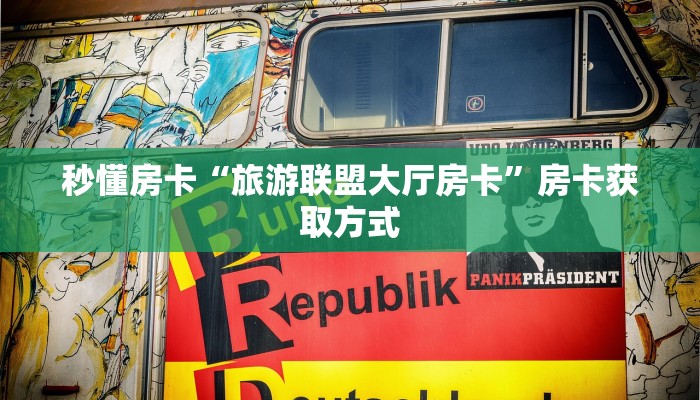 UDO LINDENBERG
秒懂房卡“旅游联盟大厅房卡”房卡获
取方式
Bunte
PANIKPRÄSIDENT
Republik